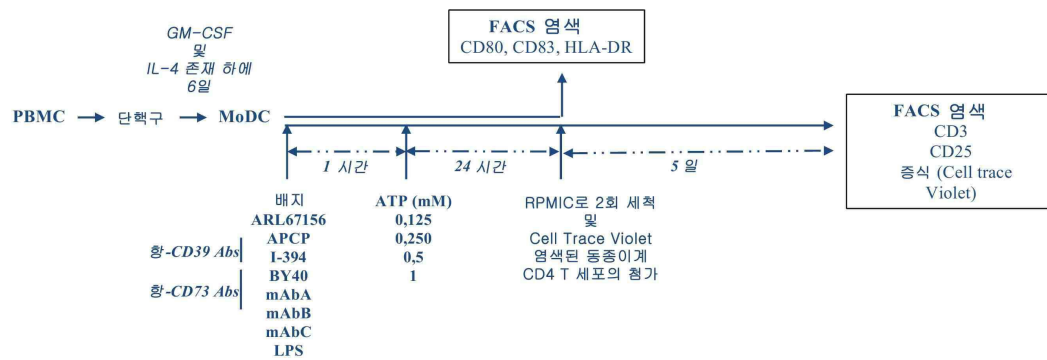 GM-CSF
및
IL-4 존재 하에
6일
PBMC
단핵구
MoDC
FACS 염색
CD80, CD83, HLA-DR
FACS 염색
CD3
CD25
증식 (Cell trace
Violet)
1 시간
24 시간
5 일
배지
ARL67156
APCP
I-394
BY40
mAbA
mAbB
mAbC
LPS
항-CD39 Abs
항-CD73 Abs
ATP (mM)
0,125
0,250
0,5
1
RPMIC로 2회 세척
및
Cell Trace Violet
염색된 동종이계
CD4 T 세포의 첨가